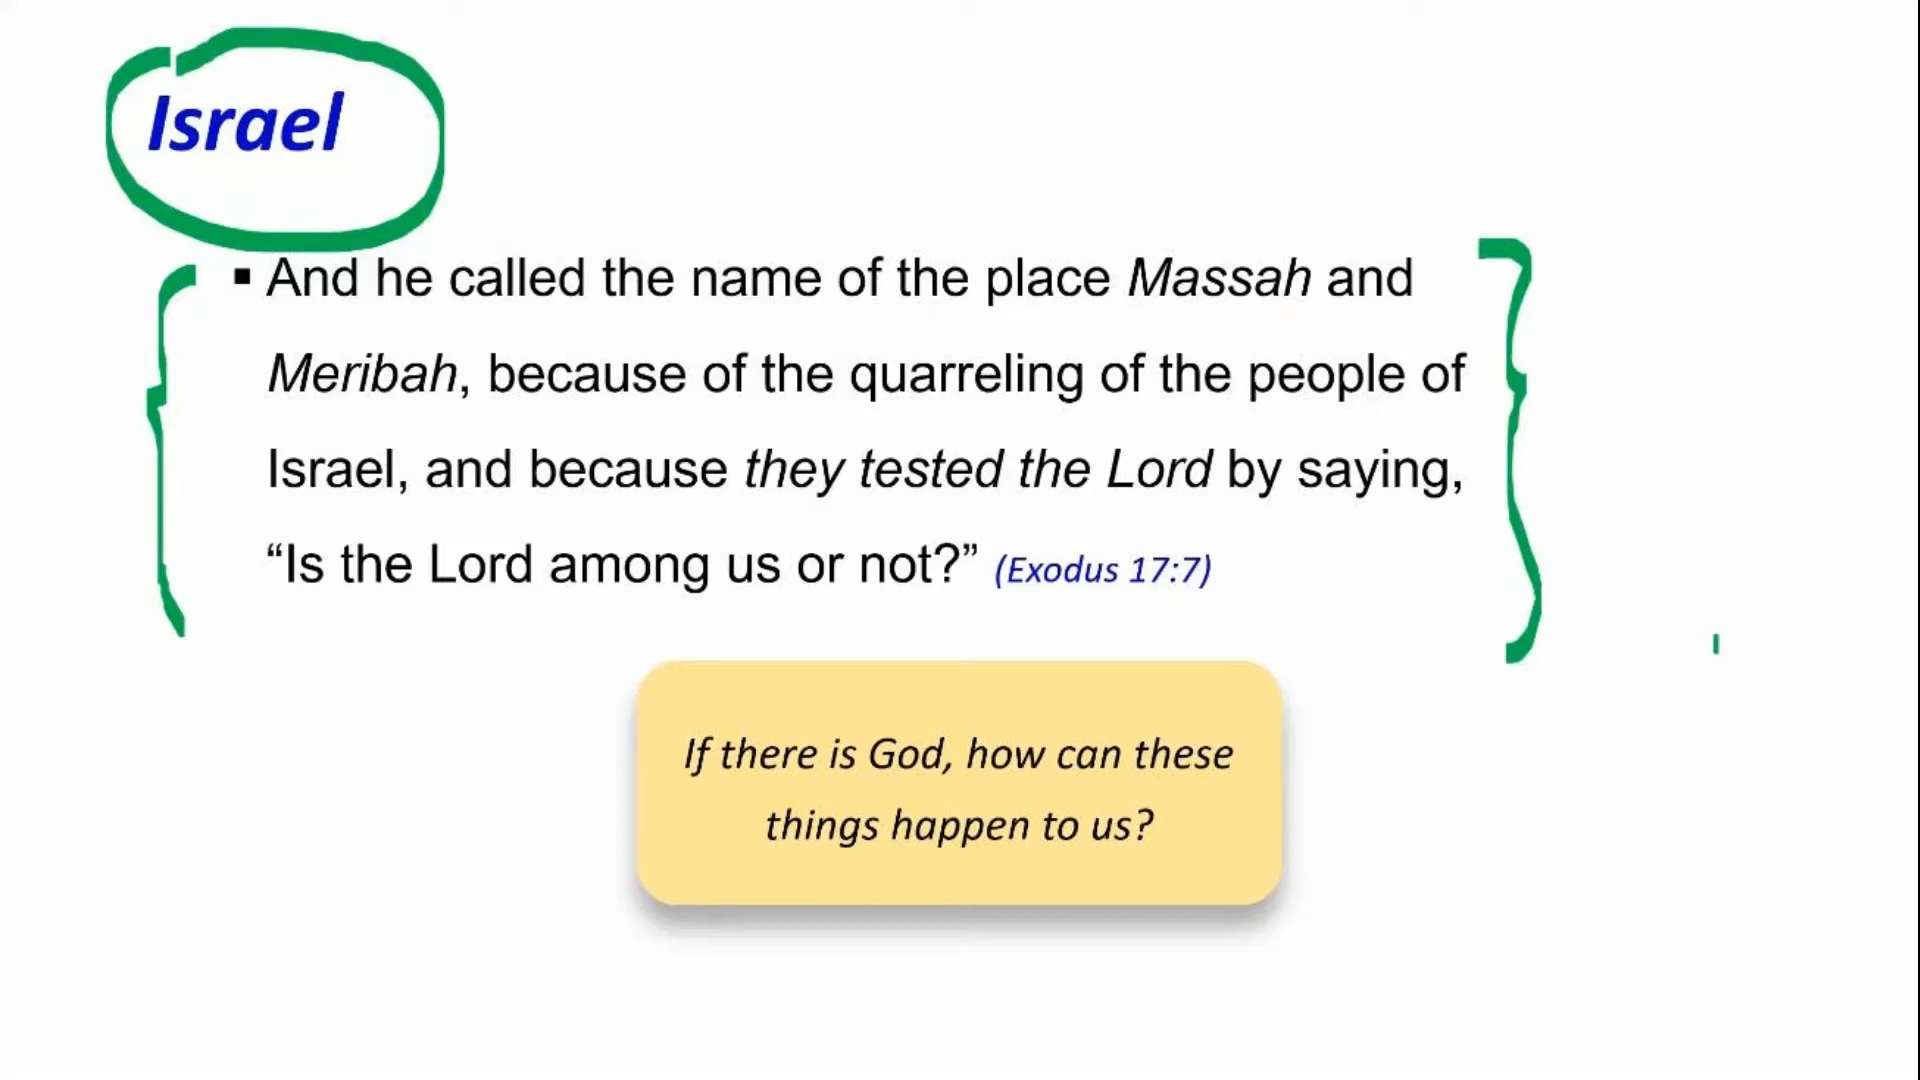 Israel
▪ And he called the name of the place Massah and
Meribah, because of the quarreling of the people of
Israel, and because they tested the Lord by saying,
“Is the Lord among us or not?” (Exodus 17:7)
If there is God, how can these
things happen to us?